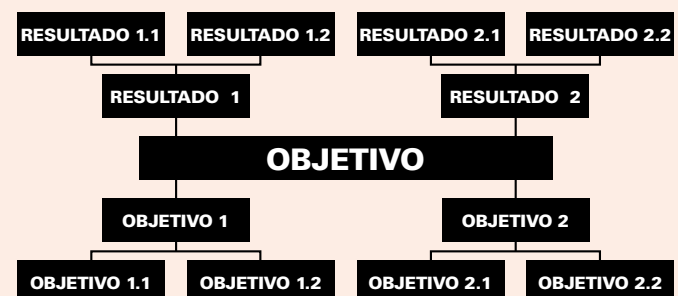 RESULTADO 1.1 RESULTADO 1.2 RESULTADO 2.1 RESULTADO 2.2
RESULTADO 1 RESULTADO 2
OBJETIVO
OBJETIVO 1 OBJETIVO 2
OBJETIVO 1.1 OBJETIVO 1.2 OBJETIVO 2.1 OBJETIVO 2.2